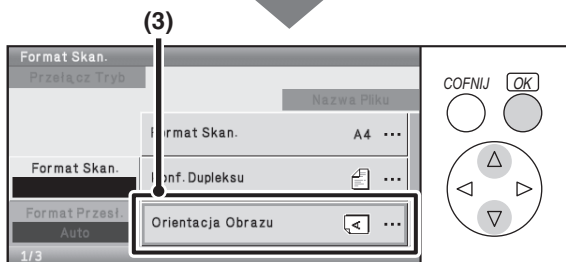 (3)
Format Skan.
Przełącz Tryb
Nazwa Pliku
Format Skan. A4 ...
COFNIJ OK
Format Skan.
Konf. Dupleksu ...
Orientacja Obrazu A ...
Format Przesł.
Auto
1/3